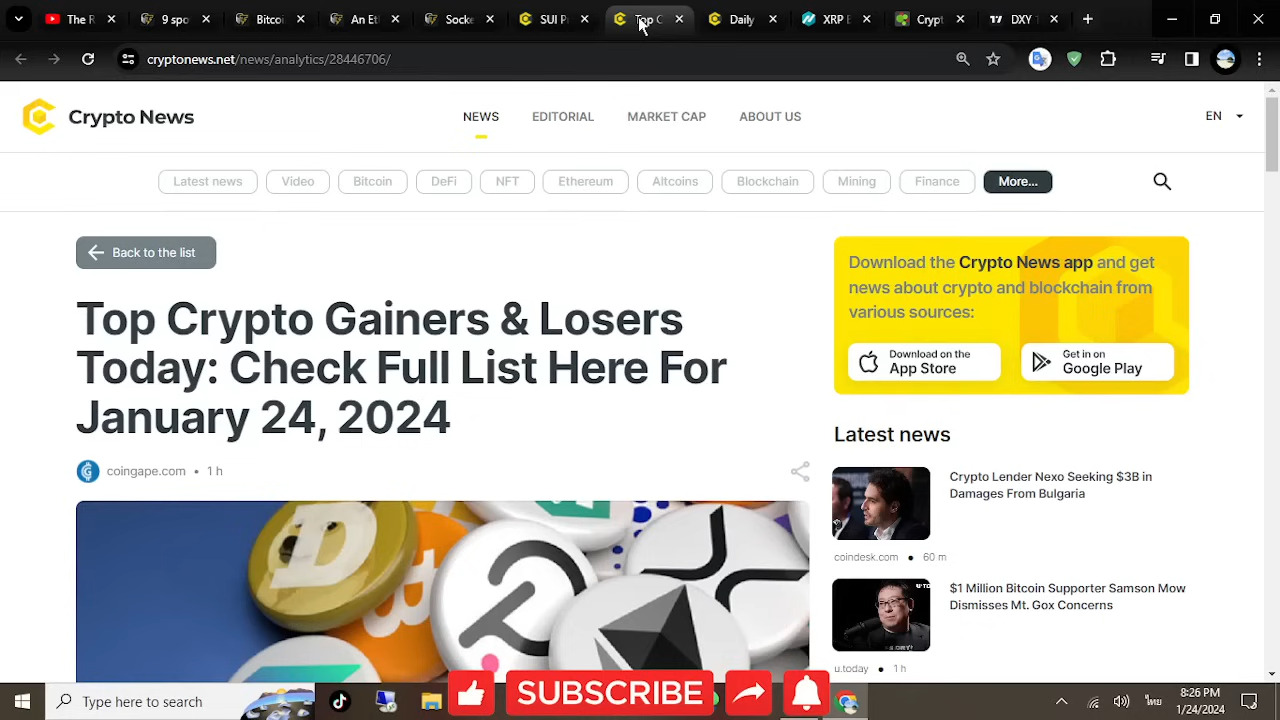 The R
9 spo
Bitcoi
An Et
Socke
SUI P
Top C
Daily
XRP E
Crypt
DXY 1
cryptonews.net/news/analytics/28446706/
Crypto News
NEWS
EDITORIAL
MARKET CAP
ABOUT US
EN
Latest news
Video
Bitcoin
DeFi
NFT
Ethereum
Altcoins
Blockchain
Mining
Finance
More...
Back to the list
Top Crypto Gainers & Losers
Today: Check Full List Here For
January 24, 2024
coingape.com • 1 h
Download the Crypto News app and get
news about crypto and blockchain from
various sources:
Download on the
App Store
Get in on
Google Play
Latest news
Crypto Lender Nexo Seeking $3B in
Damages From Bulgaria
coindesk.com • 60 m
$1 Million Bitcoin Supporter Samson Mow
Dismisses Mt. Gox Concerns
u.today • 1 h
SUBSCRIBE
Type here to search
8:26 PM
1/24/2024